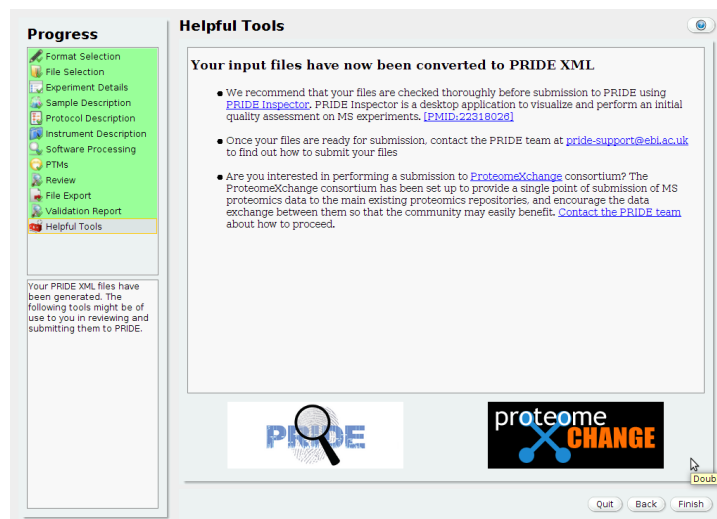 Progress
Format Selection
File Selection
Experiment Details
Sample Description
Protocol Description
Instrument Description
Software Processing
PTMs
Review
File Export
Validation Report
Helpful Tools
Your PRIDE XML files have
been generated. The
following tools might be of
use to you in reviewing and
submitting them to PRIDE.
Helpful Tools
Your input files have now been converted to PRIDE XML
● We recommend that your files are checked thoroughly before submission to PRIDE using
PRIDE Inspector. PRIDE Inspector is a desktop application to visualize and perform an initial
quality assessment on MS experiments. [PMID:22318026]
● Once your files are ready for submission, contact the PRIDE team at pride-support@ebi.ac.uk
to find out how to submit your files
● Are you interested in performing a submission to ProteomeXchange consortium? The
ProteomeXchange consortium has been set up to provide a single point of submission of MS
proteomics data to the main existing proteomics repositories, and encourage the data
exchange between them so that the community may easily benefit. Contact the PRIDE team
about how to proceed.
PRIDE
proteome
XCHANGE
Doub
Quit Back Finish